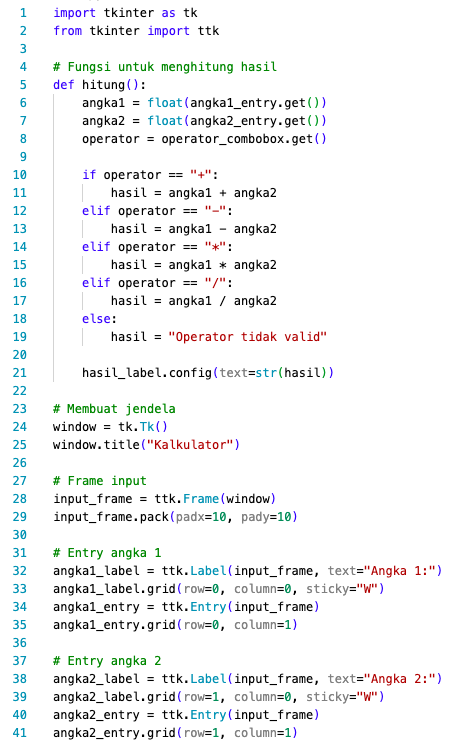 1 import tkinter as tk
2 from tkinter import ttk
3
4 # Fungsi untuk menghitung hasil
5 def hitung():
6     angka1 = float(angka1_entry.get())
7     angka2 = float(angka2_entry.get())
8     operator = operator_combobox.get()
9
10     if operator == "+":
11         hasil = angka1 + angka2
12     elif operator == "-":
13         hasil = angka1 - angka2
14     elif operator == "*":
15         hasil = angka1 * angka2
16     elif operator == "/":
17         hasil = angka1 / angka2
18     else:
19         hasil = "Operator tidak valid"
20
21     hasil_label.config(text=str(hasil))
22
23 # Membuat jendela
24 window = tk.Tk()
25 window.title("Kalkulator")
26
27 # Frame input
28 input_frame = ttk.Frame(window)
29 input_frame.pack(padx=10, pady=10)
30
31 # Entry angka 1
32 angka1_label = ttk.Label(input_frame, text="Angka 1:")
33 angka1_label.grid(row=0, column=0, sticky="W")
34 angka1_entry = ttk.Entry(input_frame)
35 angka1_entry.grid(row=0, column=1)
36
37 # Entry angka 2
38 angka2_label = ttk.Label(input_frame, text="Angka 2:")
39 angka2_label.grid(row=1, column=0, sticky="W")
40 angka2_entry = ttk.Entry(input_frame)
41 angka2_entry.grid(row=1, column=1)